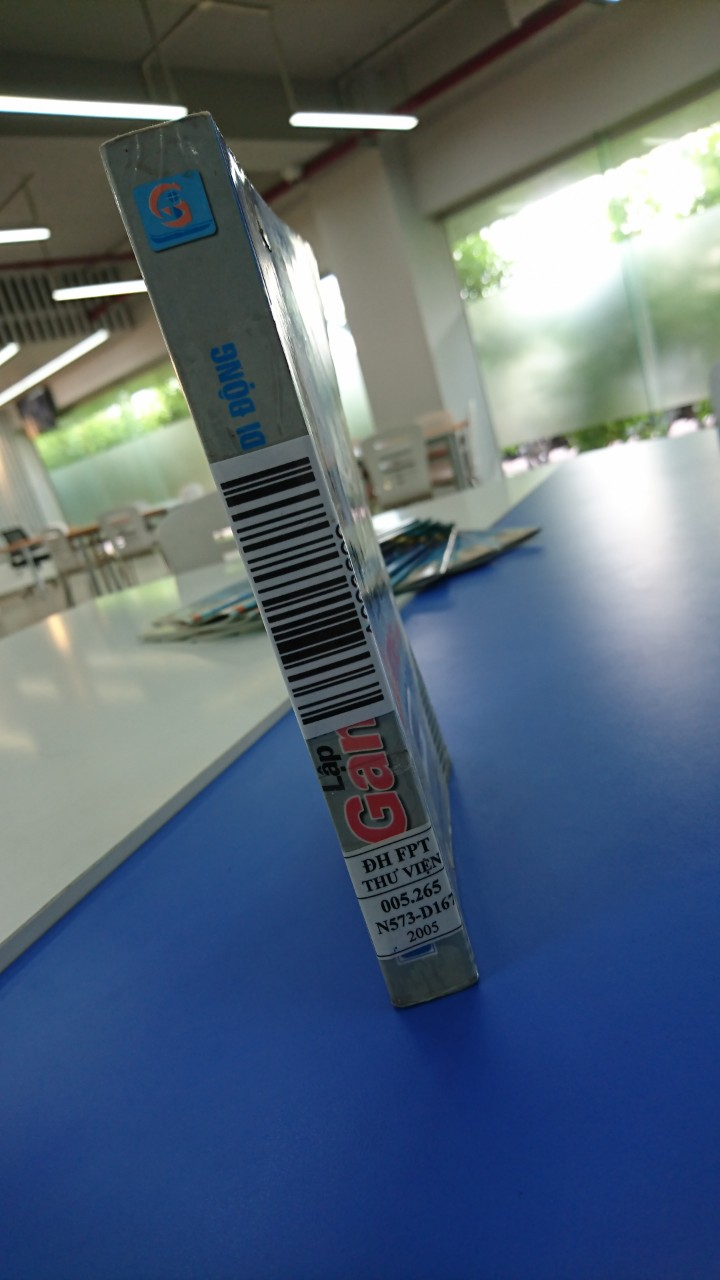 DI ĐỘNG
Lập
Gam
ĐH FPT
THƯ VIỆN
005.265
N573-D167
2005